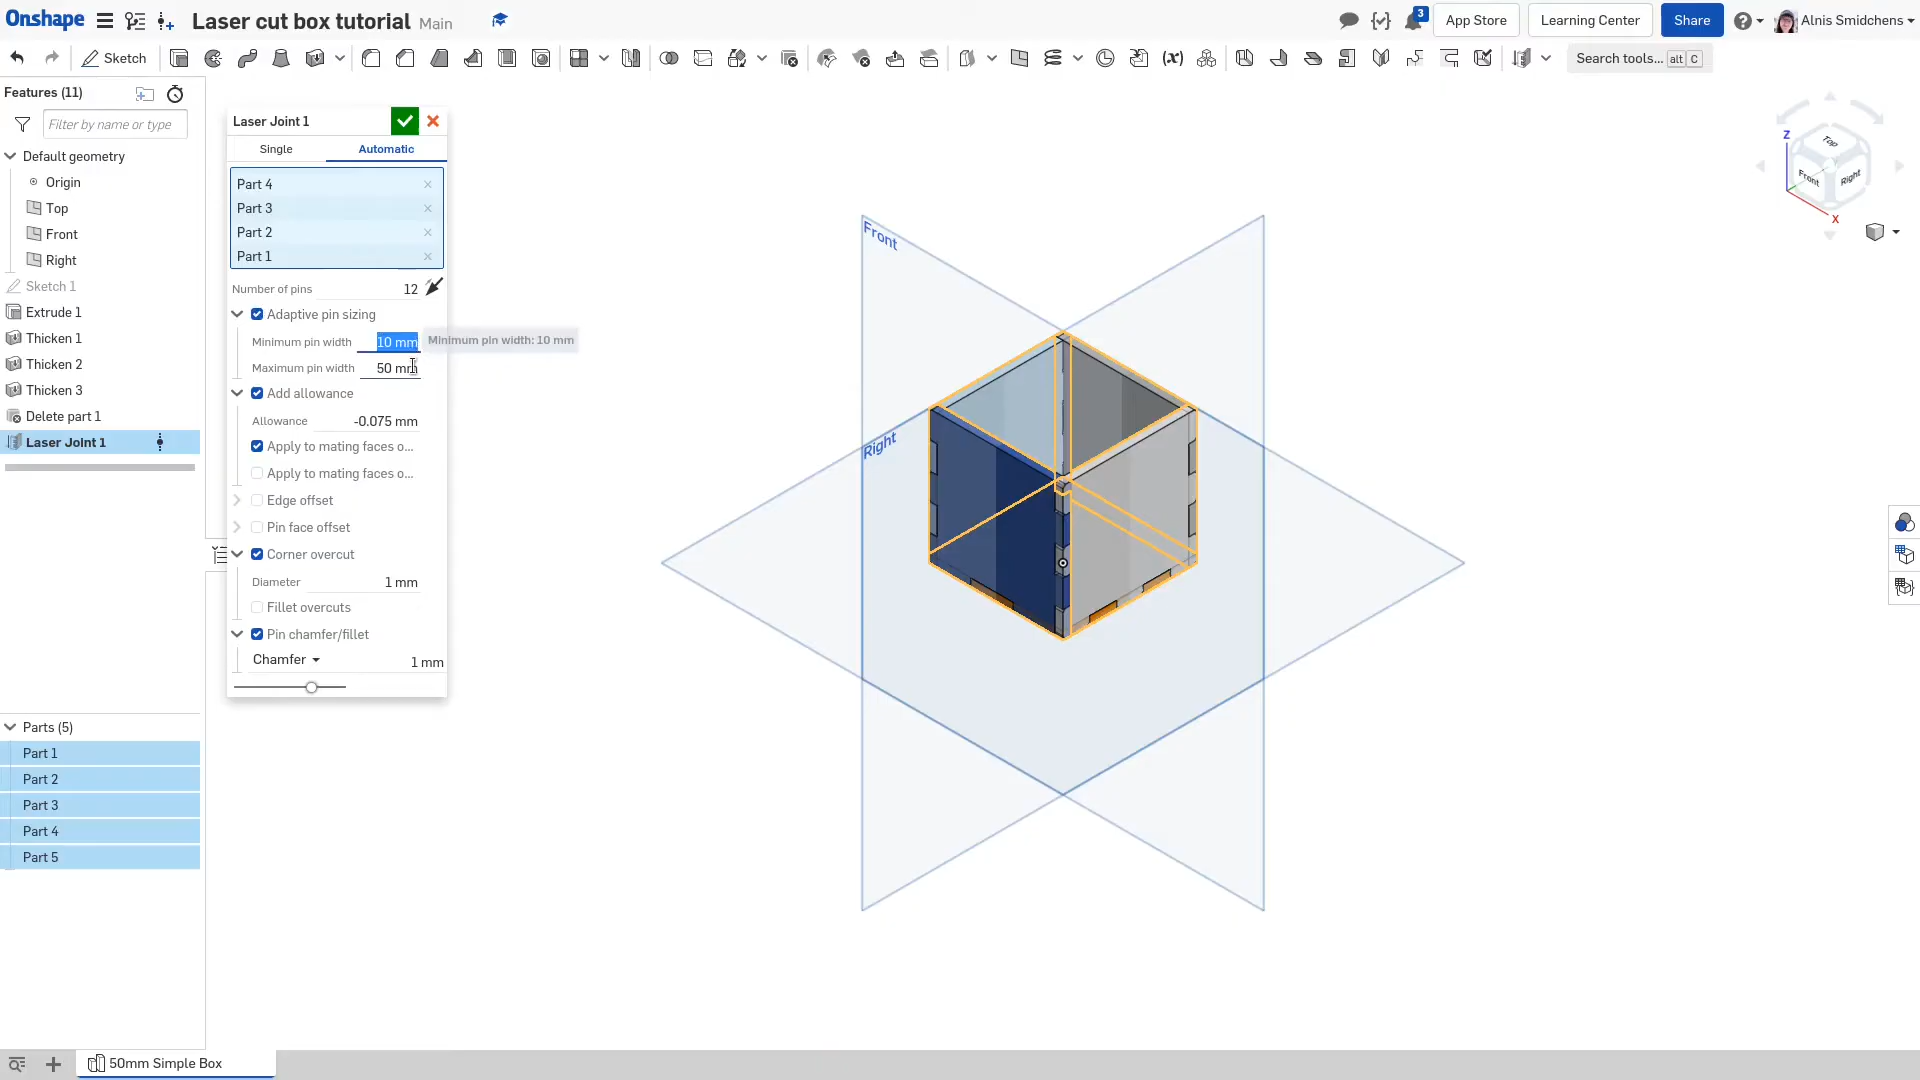 Onshape
Laser cut box tutorial Main
3
App Store
Learning Center
Share
Alnis Smidchens
Sketch
Search tools... alt C
Features (11)
Filter by name or type
Default geometry
Origin
Top
Front
Right
Sketch 1
Extrude 1
Thicken 1
Thicken 2
Thicken 3
Delete part 1
Laser Joint 1
Parts (5)
Part 1
Part 2
Part 3
Part 4
Part 5
Laser Joint 1
Single Automatic
Part 4
Part 3
Part 2
Part 1
Number of pins 12
Adaptive pin sizing
Minimum pin width 10 mm
Minimum pin width: 10 mm
Maximum pin width 50 mm
Add allowance
Allowance -0.075 mm
Apply to mating faces o...
Apply to mating faces o...
Edge offset
Pin face offset
Corner overcut
Diameter 1 mm
Fillet overcuts
Pin chamfer/fillet
Chamfer 1 mm
Front
Right
Z
Top
Front
Right
X
50mm Simple Box